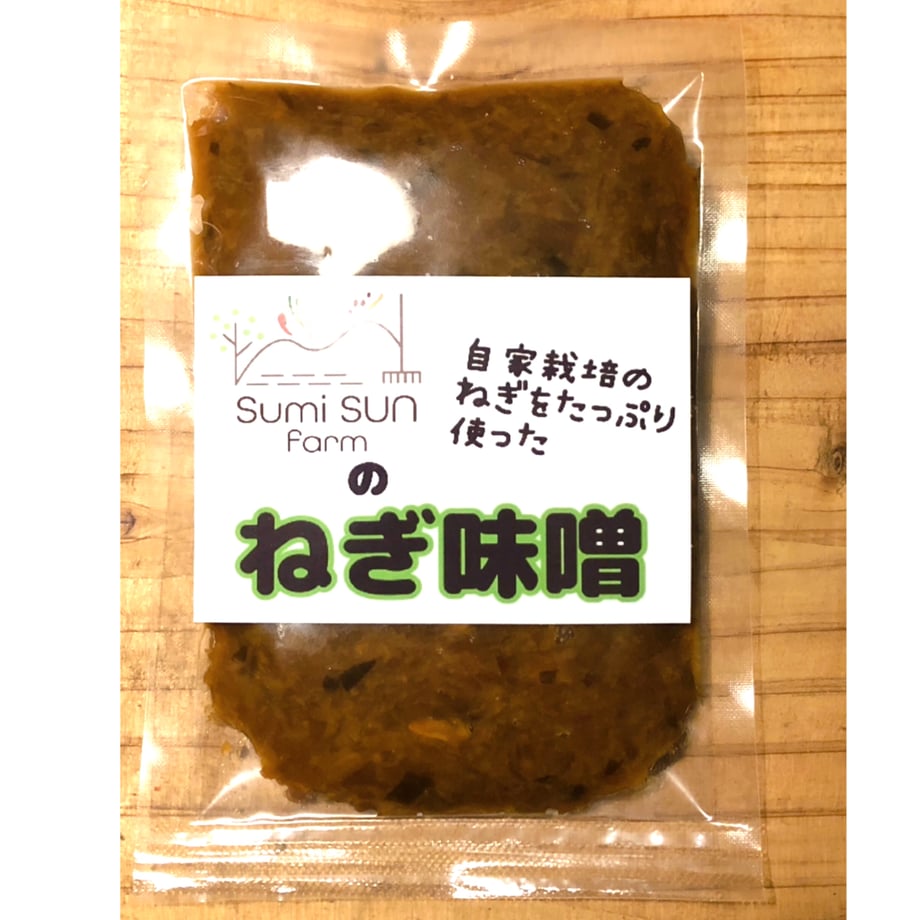 Sumi SUN
Farm
自家栽培の
ねぎをたっぷり
使った
の
ねぎ味噌